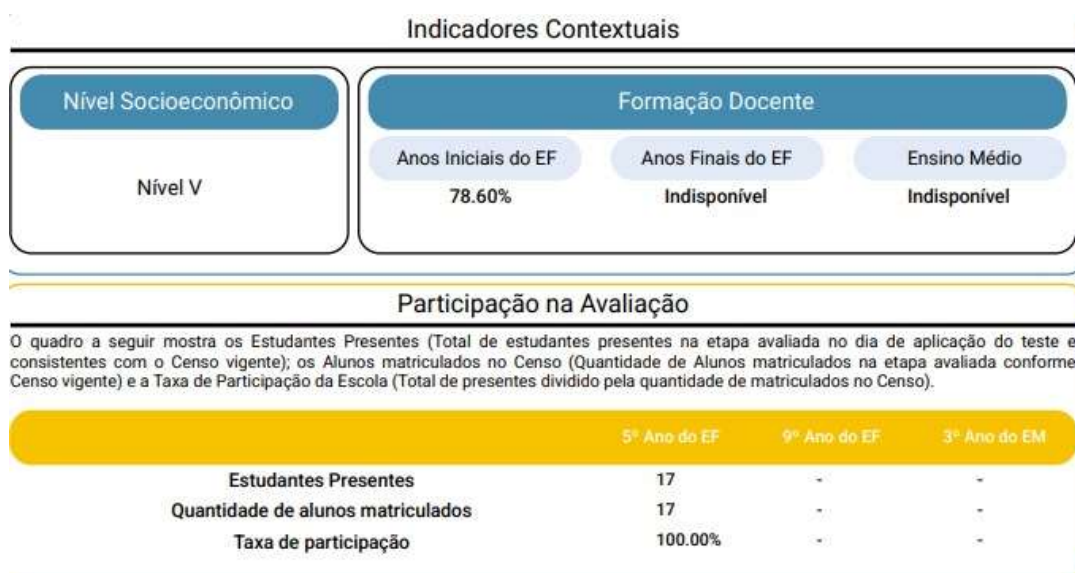 Indicadores Contextuais
Nível Socioeconômico
Nível V
Formação Docente
Anos Iniciais do EF Anos Finais do EF Ensino Médio
78.60% Indisponível Indisponível
Participação na Avaliação
O quadro a seguir mostra os Estudantes Presentes (Total de estudantes presentes na etapa avaliada no dia de aplicação do teste e
consistentes com o Censo vigente); os Alunos matriculados no Censo (Quantidade de Alunos matriculados na etapa avaliada conforme
Censo vigente) e a Taxa de Participação da Escola (Total de presentes dividido pela quantidade de matriculados no Censo).
5º Ano do EF 9º Ano do EF 3º Ano do EM
Estudantes Presentes 17 - -
Quantidade de alunos matriculados 17 - -
Taxa de participação 100.00% - -